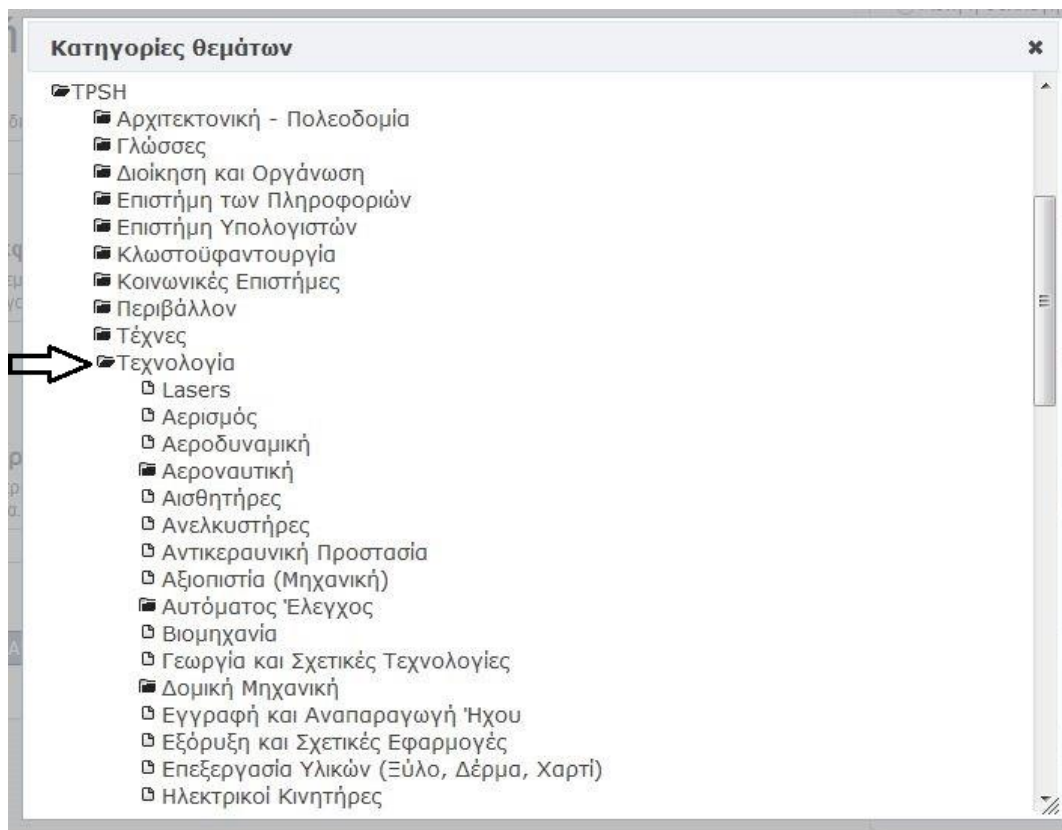 Κατηγορίες θεμάτων
TPSH
Αρχιτεκτονική - Πολεοδομία
Γλώσσες
Διοίκηση και Οργάνωση
Επιστήμη των Πληροφοριών
Επιστήμη Υπολογιστών
Κλωστοϋφαντουργία
Κοινωνικές Επιστήμες
Περιβάλλον
Τέχνες
Τεχνολογία
Lasers
Αερισμός
Αεροδυναμική
Αεροναυτική
Αισθητήρες
Ανελκυστήρες
Αντικεραυνική Προστασία
Αξιοπιστία (Μηχανική)
Αυτόματος Έλεγχος
Βιομηχανία
Γεωργία και Σχετικές Τεχνολογίες
Δομική Μηχανική
Εγγραφή και Αναπαραγωγή Ήχου
Εξόρυξη και Σχετικές Εφαρμογές
Επεξεργασία Υλικών (Ξύλο, Δέρμα, Χαρτί)
Ηλεκτρικοί Κινητήρες